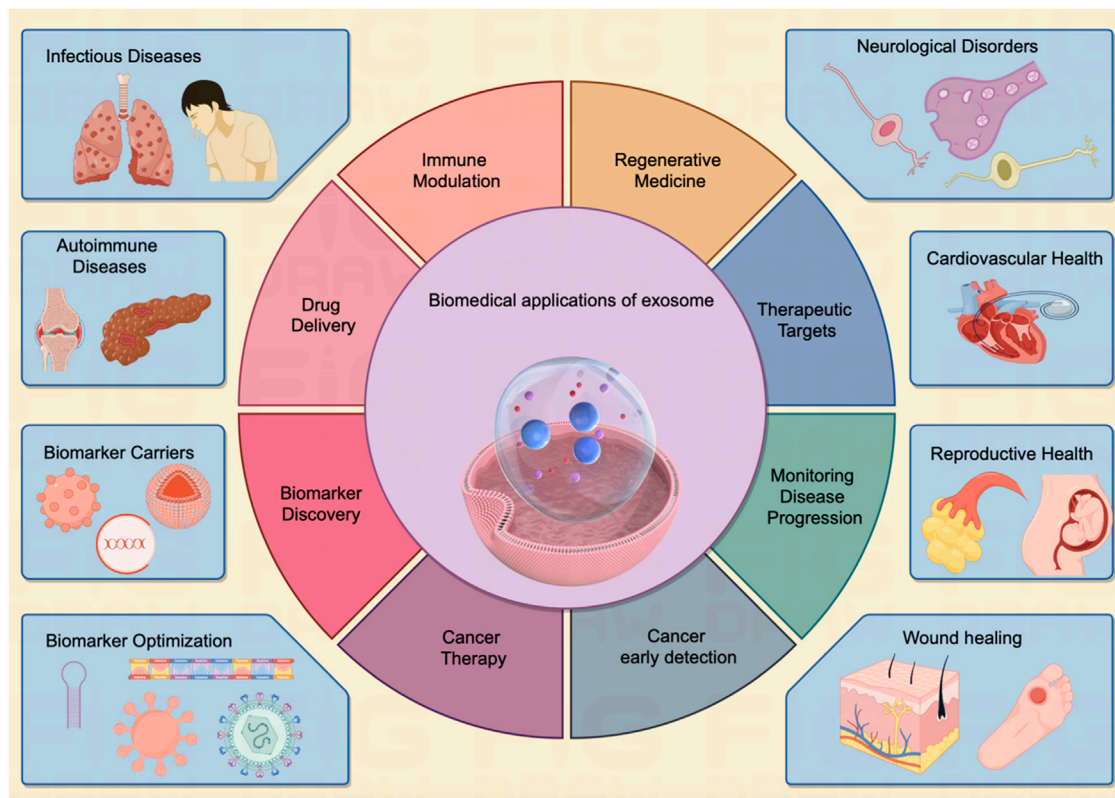 Infectious Diseases
Neurological Disorders
Immune
Modulation
Regenerative
Medicine
Autoimmune
Diseases
Cardiovascular Health
Drug
Delivery
Biomedical applications of exosome
Therapeutic
Targets
Biomarker Carriers
Reproductive Health
Biomarker
Discovery
Monitoring
Disease
Progression
Biomarker Optimization
Cancer
Therapy
Cancer
early detection
Wound healing
FIG
DRAW